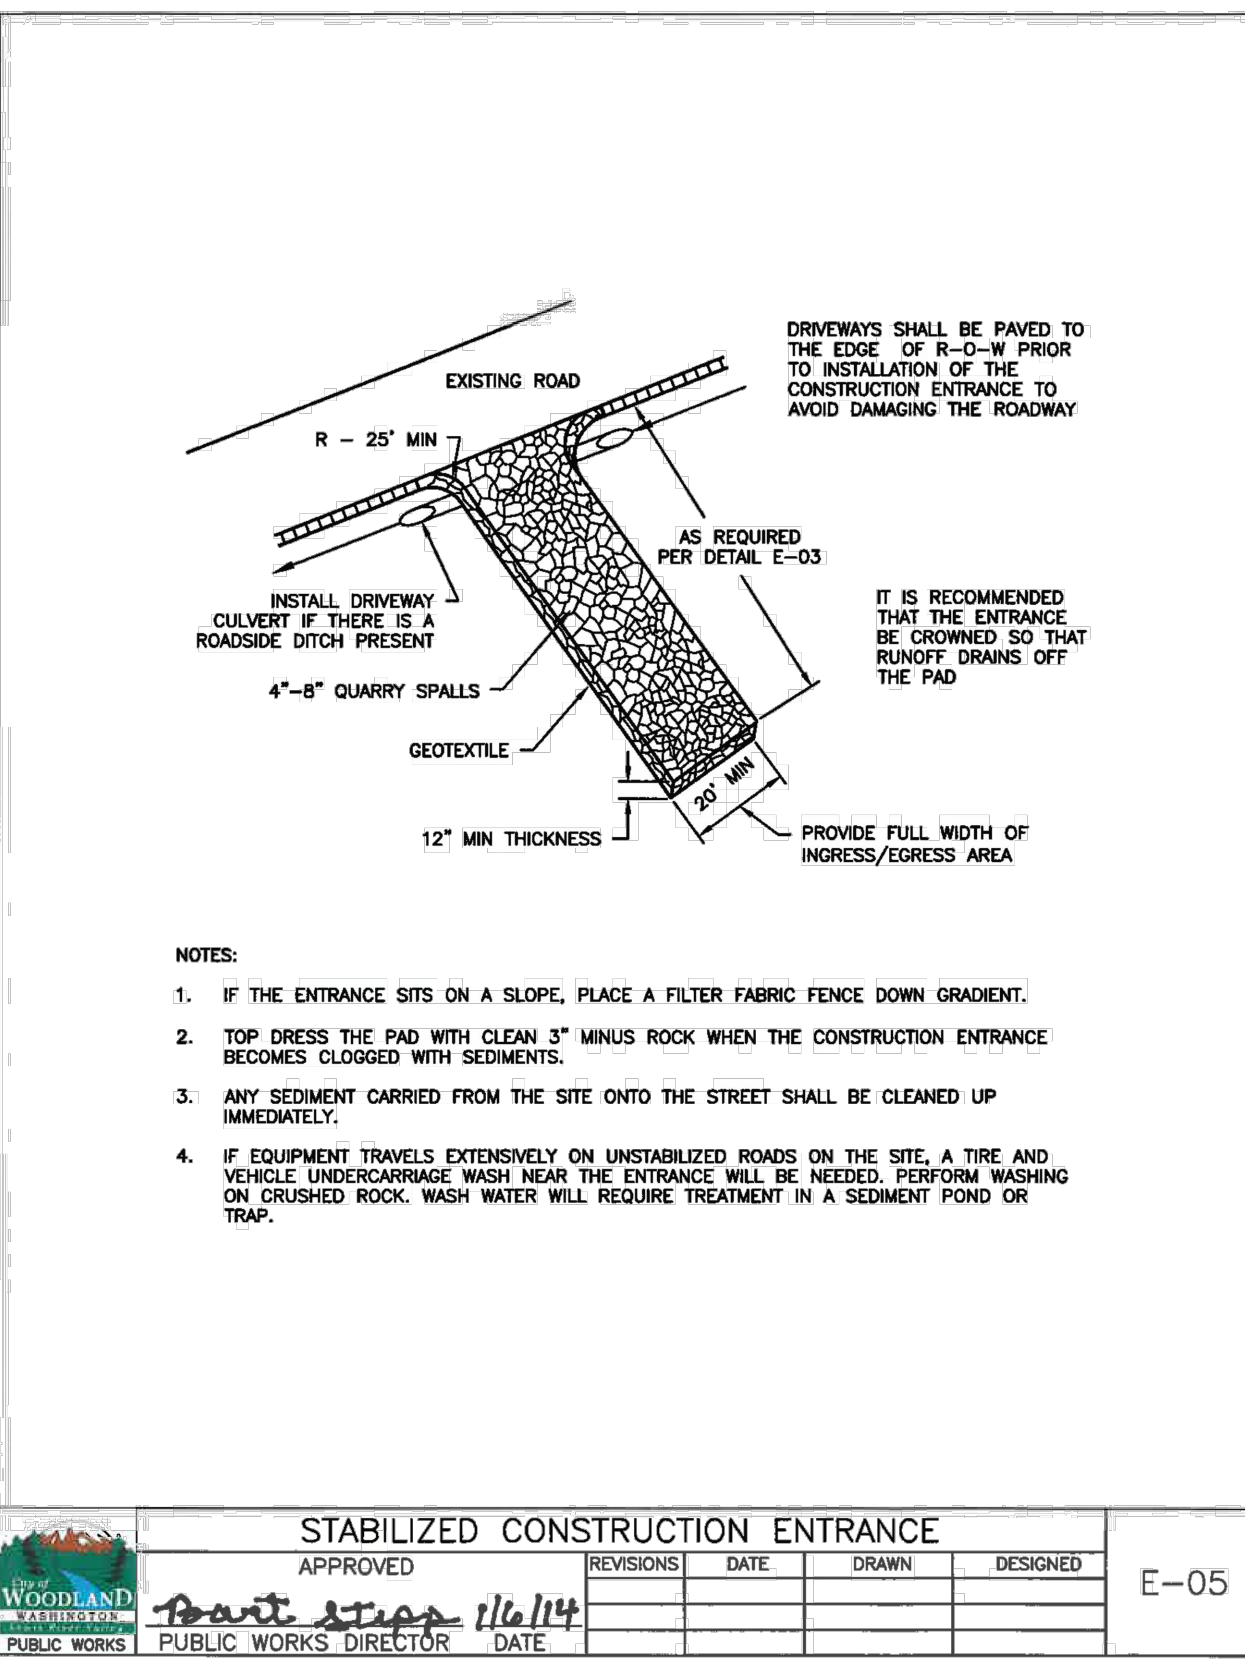 DRIVEWAYS SHALL BE PAVED TO
THE EDGE OF R-O-W PRIOR
TO INSTALLATION OF THE
CONSTRUCTION ENTRANCE TO
AVOID DAMAGING THE ROADWAY
EXISTING ROAD
R - 25' MIN
AS REQUIRED
PER DETAIL E-03
IT IS RECOMMENDED
THAT THE ENTRANCE
BE CROWNED SO THAT
RUNOFF DRAINS OFF
THE PAD
INSTALL DRIVEWAY
CULVERT IF THERE IS A
ROADSIDE DITCH PRESENT
4"-8" QUARRY SPALLS
GEOTEXTILE
20' MIN
12" MIN THICKNESS
PROVIDE FULL WIDTH OF
INGRESS/EGRESS AREA
NOTES:
1. IF THE ENTRANCE SITS ON A SLOPE, PLACE A FILTER FABRIC FENCE DOWN GRADIENT.
2. TOP DRESS THE PAD WITH CLEAN 3" MINUS ROCK WHEN THE CONSTRUCTION ENTRANCE
BECOMES CLOGGED WITH SEDIMENTS.
3. ANY SEDIMENT CARRIED FROM THE SITE ONTO THE STREET SHALL BE CLEANED UP
IMMEDIATELY.
4. IF EQUIPMENT TRAVELS EXTENSIVELY ON UNSTABILIZED ROADS ON THE SITE, A TIRE AND
VEHICLE UNDERCARRIAGE WASH NEAR THE ENTRANCE WILL BE NEEDED. PERFORM WASHING
ON CRUSHED ROCK. WASH WATER WILL REQUIRE TREATMENT IN A SEDIMENT POND OR
TRAP.
City of
WOODLAND
WASHINGTON
PUBLIC WORKS
STABILIZED CONSTRUCTION ENTRANCE
APPROVED
Bart Stepp 1/6/14
PUBLIC WORKS DIRECTOR DATE
REVISIONS DATE DRAWN DESIGNED
E-05